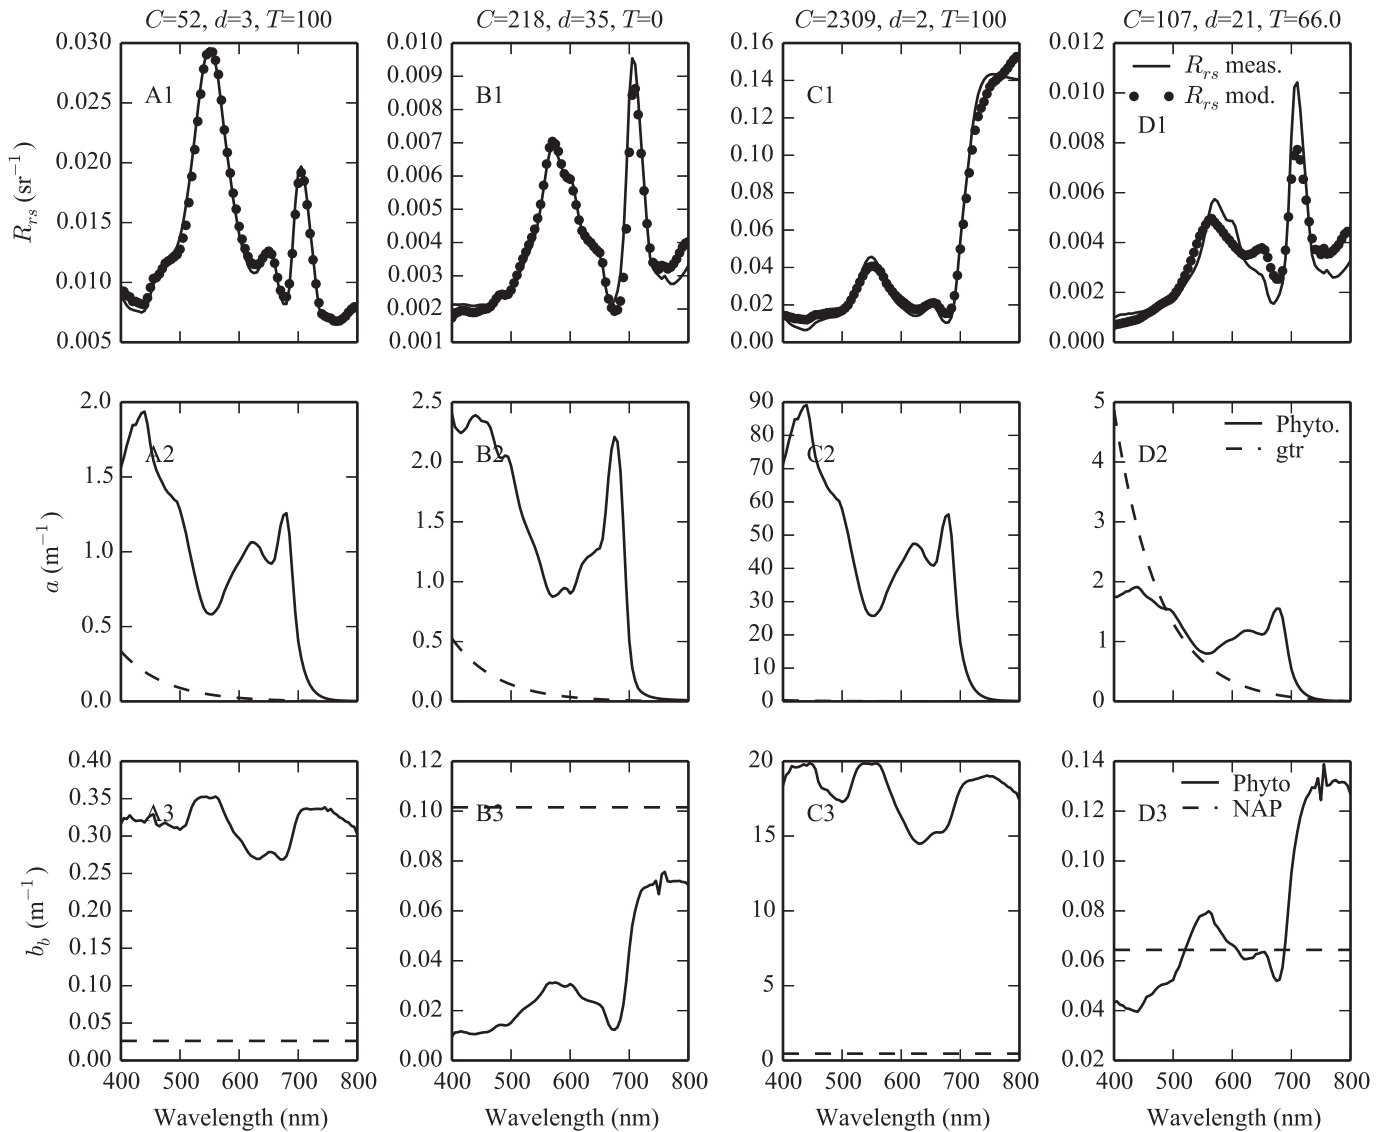 C=52, d=3, T=100
C=218, d=35, T=0
C=2309, d=2, T=100
C=107, d=21, T=66.0
R_rs (sr⁻¹)
0.030
0.025
0.020
0.015
0.010
0.005
A1
0.010
0.009
0.008
0.007
0.006
0.005
0.004
0.003
0.002
0.001
B1
0.16
0.14
0.12
0.10
0.08
0.06
0.04
0.02
0.00
C1
0.012
0.010
0.008
0.006
0.004
0.002
0.000
R_rs meas.
R_rs mod.
D1
a (m⁻¹)
2.0
1.5
1.0
0.5
0.0
A2
2.5
2.0
1.5
1.0
0.5
0.0
B2
90
80
70
60
50
40
30
20
10
0
C2
5
4
3
2
1
0
Phyto.
gtr
D2
b_b (m⁻¹)
0.40
0.35
0.30
0.25
0.20
0.15
0.10
0.05
0.00
A3
0.12
0.10
0.08
0.06
0.04
0.02
0.00
B3
20
15
10
5
0
C3
0.14
0.12
0.10
0.08
0.06
0.04
0.02
Phyto
NAP
D3
400 500 600 700 800
400 500 600 700 800
400 500 600 700 800
400 500 600 700 800
Wavelength (nm)
Wavelength (nm)
Wavelength (nm)
Wavelength (nm)